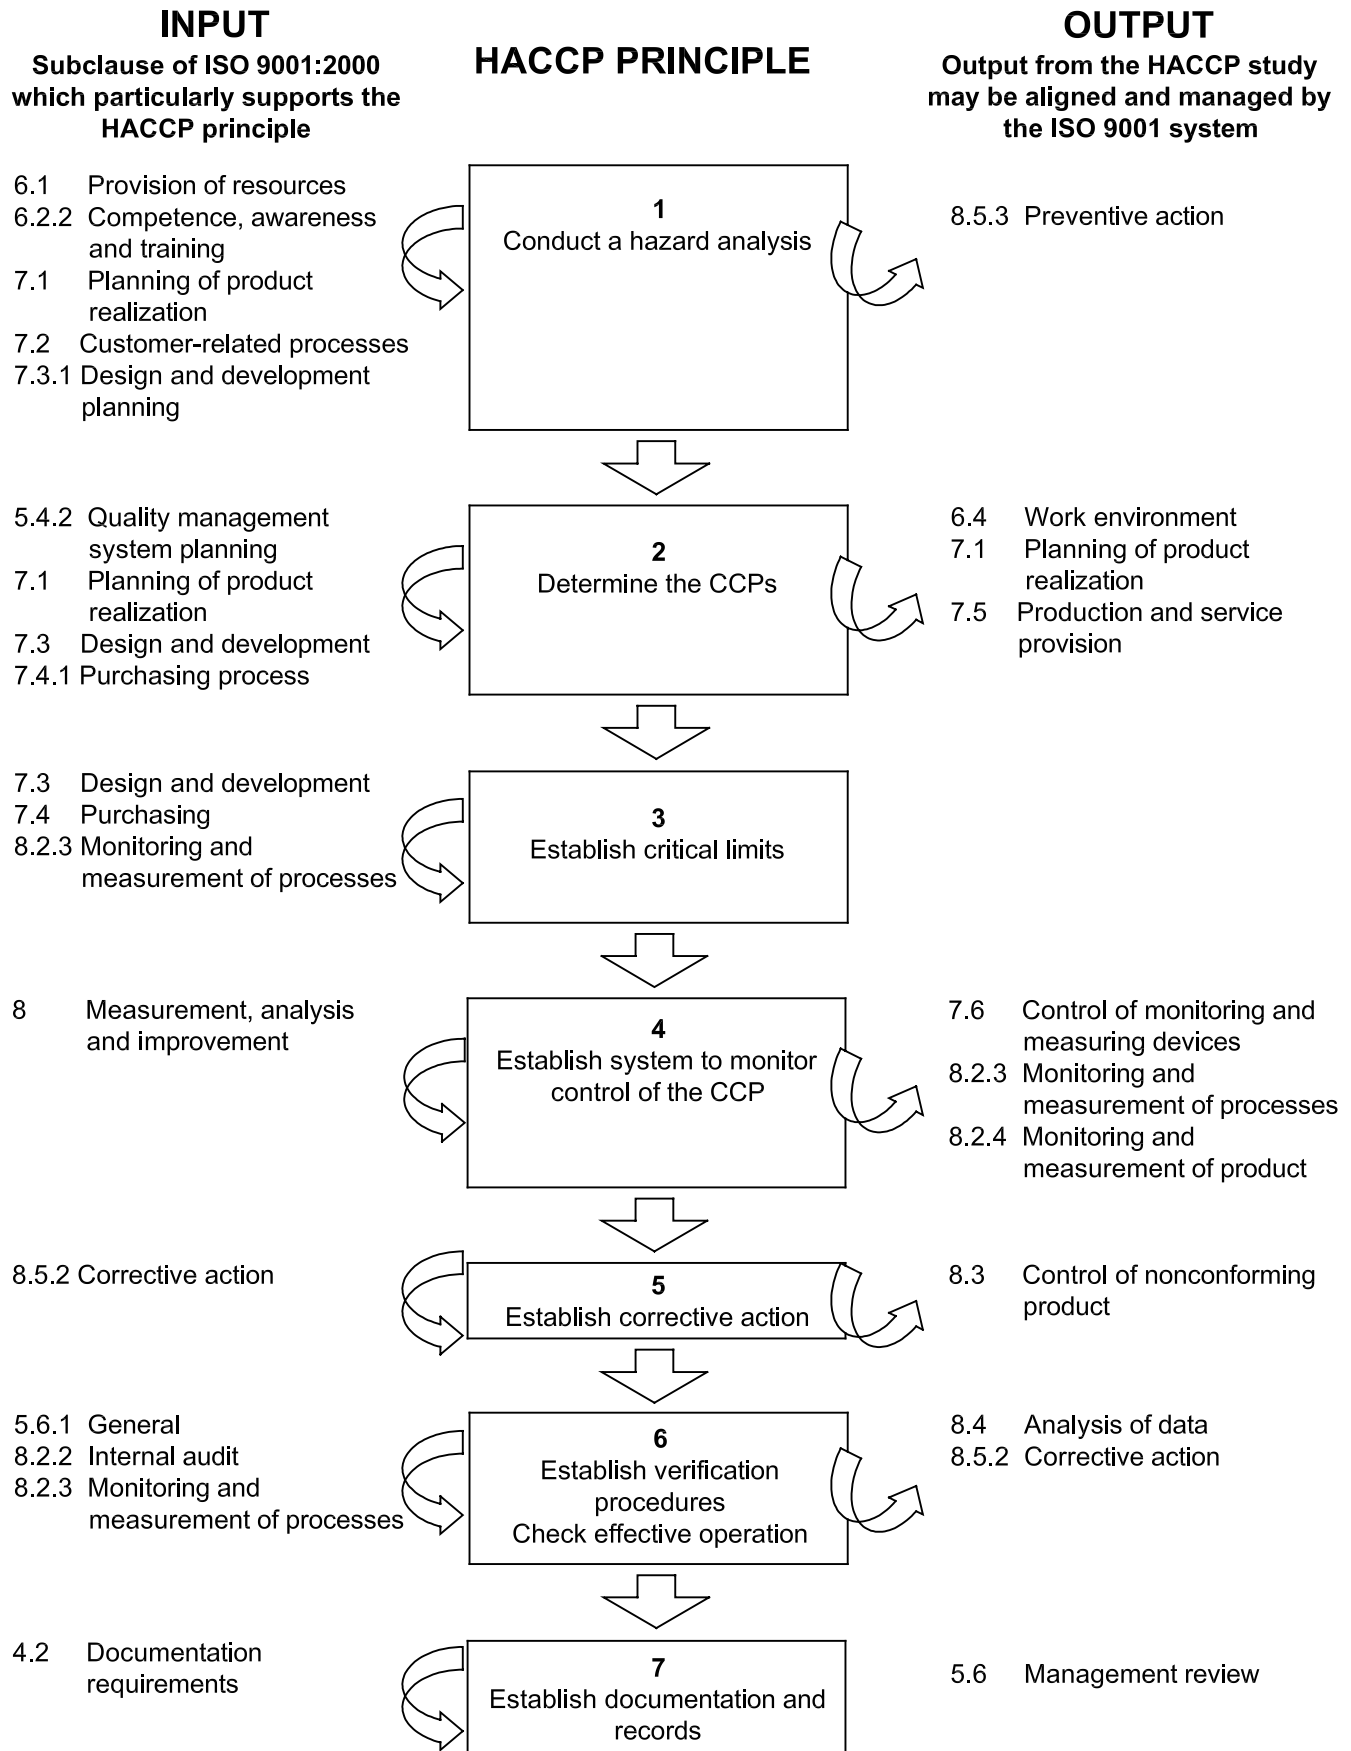 INPUT
Subclause of ISO 9001:2000
which particularly supports the
HACCP principle
HACCP PRINCIPLE
OUTPUT
Output from the HACCP study
may be aligned and managed by
the ISO 9001 system
6.1 Provision of resources
6.2.2 Competence, awareness
and training
7.1 Planning of product
realization
7.2 Customer-related processes
7.3.1 Design and development
planning
1
Conduct a hazard analysis
8.5.3 Preventive action
5.4.2 Quality management
system planning
7.1 Planning of product
realization
7.3 Design and development
7.4.1 Purchasing process
2
Determine the CCPs
6.4 Work environment
7.1 Planning of product
realization
7.5 Production and service
provision
7.3 Design and development
7.4 Purchasing
8.2.3 Monitoring and
measurement of processes
3
Establish critical limits
8 Measurement, analysis
and improvement
4
Establish system to monitor
control of the CCP
7.6 Control of monitoring and
measuring devices
8.2.3 Monitoring and
measurement of processes
8.2.4 Monitoring and
measurement of product
8.5.2 Corrective action
5
Establish corrective action
8.3 Control of nonconforming
product
5.6.1 General
8.2.2 Internal audit
8.2.3 Monitoring and
measurement of processes
6
Establish verification
procedures
Check effective operation
8.4 Analysis of data
8.5.2 Corrective action
4.2 Documentation
requirements
7
Establish documentation and
records
5.6 Management review